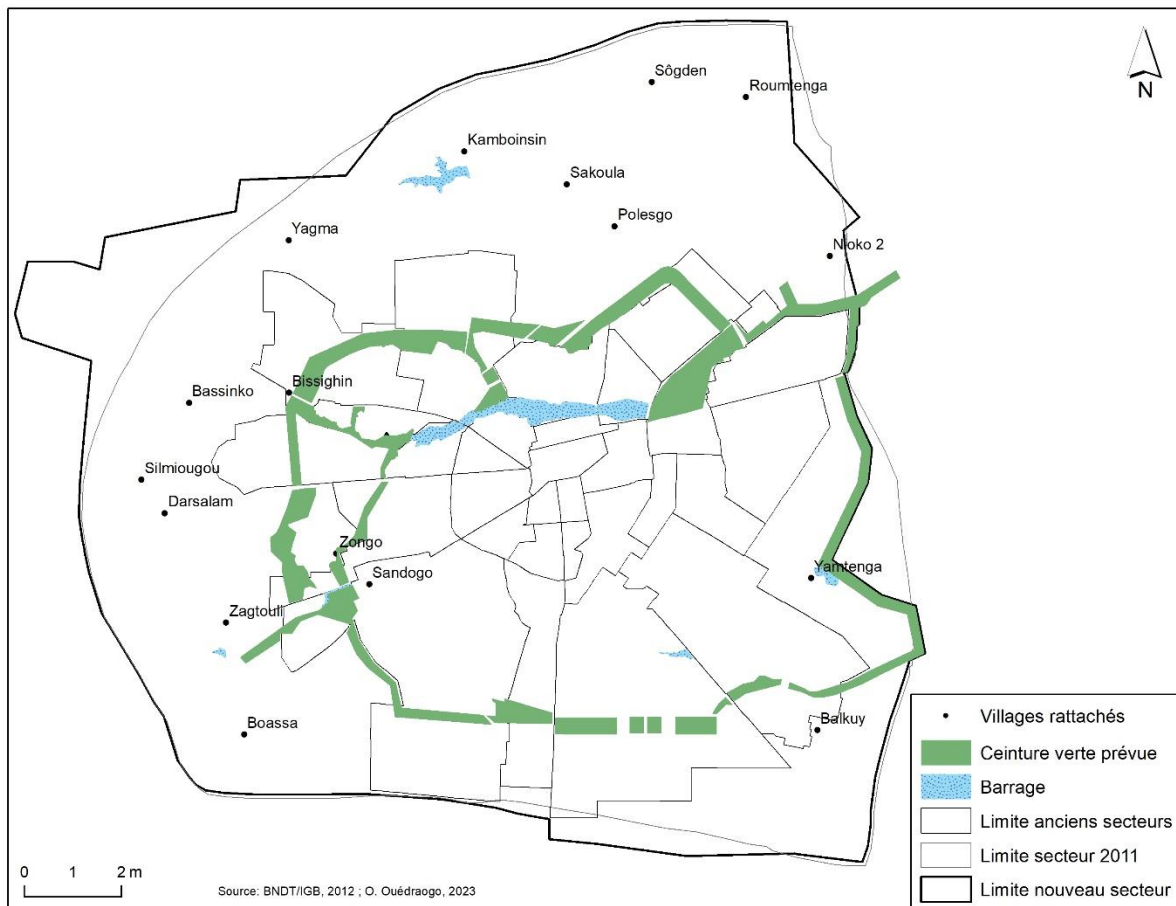 Sôgden
Roumtenga
N
Kamboinsin
Sakoula
Polesgo
Yagma
Nioko 2
Bissighin
Bassinko
Silmiougou
Darsalam
Zongo
Sandogo
Yamtenga
Zagtouli
Boassa
Balkuy
Villages rattachés
Ceinture verte prévue
Barrage
Limite anciens secteurs
Limite secteur 2011
Limite nouveau secteur
0 1 2 m
Source: BNDT/IGB, 2012 ; O. Ouédraogo, 2023